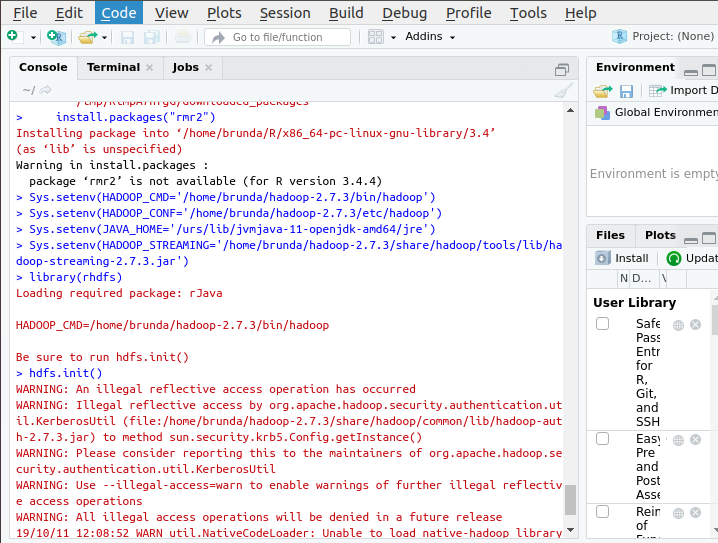 File Edit Code View Plots Session Build Debug Profile Tools Help
Go to file/function Addins Project: (None)
Console Terminal Jobs
~/
> install.packages("rmr2")
Installing package into ‘/home/brunda/R/x86_64-pc-linux-gnu-library/3.4’
(as ‘lib’ is unspecified)
Warning in install.packages :
package ‘rmr2’ is not available (for R version 3.4.4)
> Sys.setenv(HADOOP_CMD='/home/brunda/hadoop-2.7.3/bin/hadoop')
> Sys.setenv(HADOOP_CONF='/home/brunda/hadoop-2.7.3/etc/hadoop')
> Sys.setenv(JAVA_HOME='/urs/lib/jvmjava-11-openjdk-amd64/jre')
> Sys.setenv(HADOOP_STREAMING='/home/brunda/hadoop-2.7.3/share/hadoop/tools/lib/ha
doop-streaming-2.7.3.jar')
> library(rhdfs)
Loading required package: rJava
HADOOP_CMD=/home/brunda/hadoop-2.7.3/bin/hadoop
Be sure to run hdfs.init()
> hdfs.init()
WARNING: An illegal reflective access operation has occurred
WARNING: Illegal reflective access by org.apache.hadoop.security.authentication.ut
il.KerberosUtil (file:/home/brunda/hadoop-2.7.3/share/hadoop/common/lib/hadoop-aut
h-2.7.3.jar) to method sun.security.krb5.Config.getInstance()
WARNING: Please consider reporting this to the maintainers of org.apache.hadoop.se
curity.authentication.util.KerberosUtil
WARNING: Use --illegal-access=warn to enable warnings of further illegal reflectiv
e access operations
WARNING: All illegal access operations will be denied in a future release
19/10/11 12:08:52 WARN util.NativeCodeLoader: Unable to load native-hadoop library
Environment
Import D
Global Environmen
Environment is empty
Files Plots
Install Updat
N D...
User Library
Safe
Pass
Entr
for
R,
Git,
and
SSH
Easy
Pre
and
Post
Asse
Rein
of